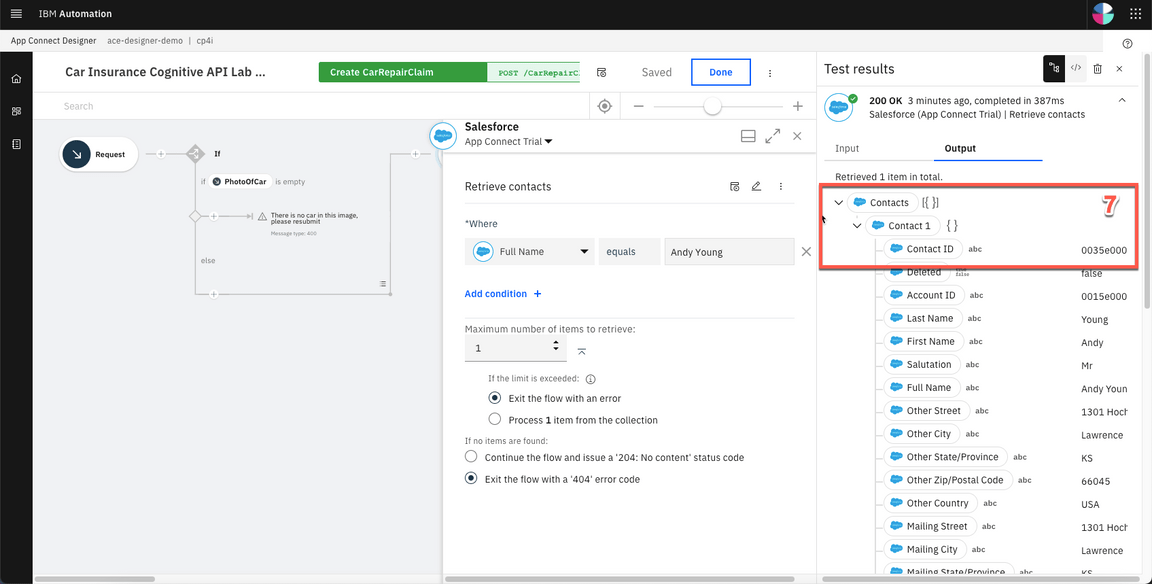 IBM Automation
App Connect Designer ace-designer-demo | cp4i
Car Insurance Cognitive API Lab ...
Create CarRepairClaim
POST /CarRepairC
Saved
Done
Search
Request
If
if PhotoOfCar is empty
There is no car in this image,
please resubmit
Message type: 400
else
Salesforce
App Connect Trial
Retrieve contacts
*Where
Full Name equals Andy Young
Add condition +
Maximum number of items to retrieve:
1
If the limit is exceeded:
Exit the flow with an error
Process 1 item from the collection
If no items are found:
Continue the flow and issue a '204: No content' status code
Exit the flow with a '404' error code
Test results
200 OK 3 minutes ago, completed in 387ms
Salesforce (App Connect Trial) | Retrieve contacts
Input Output
Retrieved 1 item in total.
Contacts [{ }]
7
Contact 1 { }
Contact ID abc 0035e000
Deleted false
Account ID abc 0015e000
Last Name abc Young
First Name abc Andy
Salutation abc Mr
Full Name abc Andy Youn
Other Street abc 1301 Hoch
Other City abc Lawrence
Other State/Province abc KS
Other Zip/Postal Code abc 66045
Other Country abc USA
Mailing Street abc 1301 Hoch
Mailing City abc Lawrence
Mailing State/Province abc KS